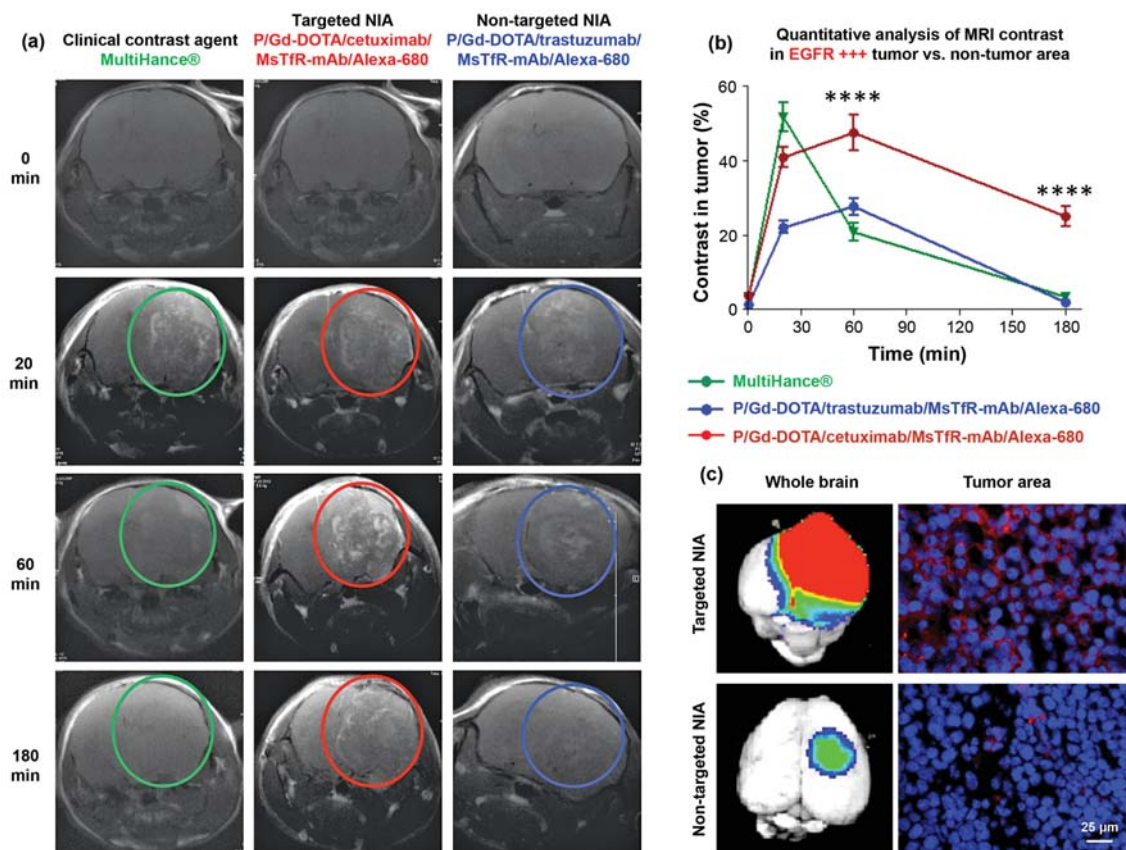 (a)
Clinical contrast agent
MultiHance®
Targeted NIA
P/Gd-DOTA/cetuximab/
MsTfR-mAb/Alexa-680
Non-targeted NIA
P/Gd-DOTA/trastuzumab/
MsTfR-mAb/Alexa-680
0
min
20
min
60
min
180
min
(b)
Quantitative analysis of MRI contrast
in EGFR +++ tumor vs. non-tumor area
Contrast in tumor (%)
60
40
20
0
****
****
0 30 60 90 120 150 180
Time (min)
MultiHance®
P/Gd-DOTA/trastuzumab/MsTfR-mAb/Alexa-680
P/Gd-DOTA/cetuximab/MsTfR-mAb/Alexa-680
(c)
Whole brain
Tumor area
Targeted NIA
Non-targeted NIA
25 µm